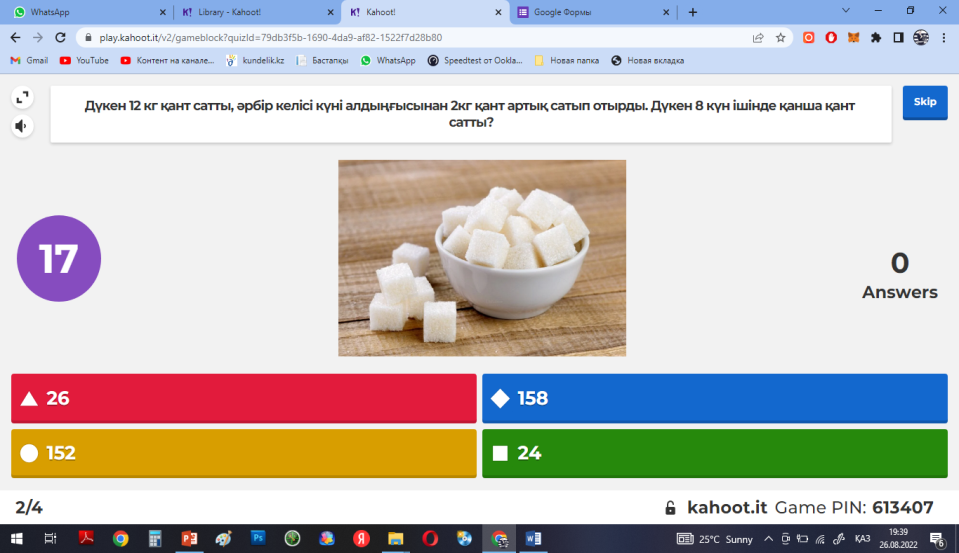 WhatsApp
Library - Kahoot!
Kahoot!
Google Формы
play.kahoot.it/v2/gameblock?quizId=79db3f5b-1690-4da9-af82-1522f7d28b80
Gmail
YouTube
Контент на канале...
kundelik.kz
Бастапқы
WhatsApp
Speedtest от Ookla...
Новая папка
Новая вкладка
Дүкен 12 кг қант сатты, әрбір келісі күні алдыңғысынан 2кг қант артық сатып отырды. Дүкен 8 күн ішінде қанша қант
сатты?
Skip
17
0
Answers
26
158
152
24
2/4
kahoot.it Game PIN: 613407
25°C Sunny
ҚАЗ
19:39
26.08.2022
6